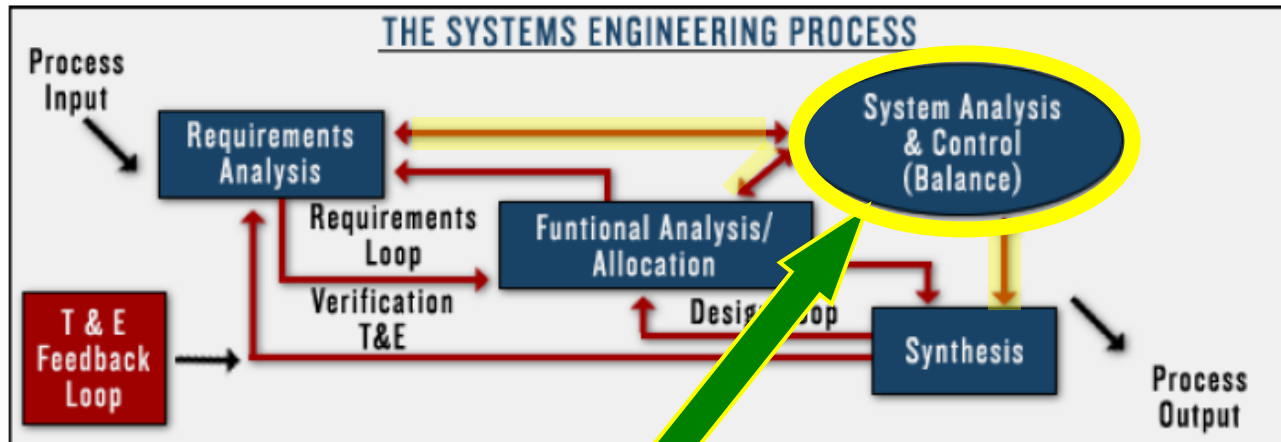 THE SYSTEMS ENGINEERING PROCESS
Process
Input
Requirements
Analysis
System Analysis
& Control
(Balance)
Requirements
Loop
Funtional Analysis/
Allocation
Verification
T&E
Design
T & E
Feedback
Loop
Synthesis
Process
Output